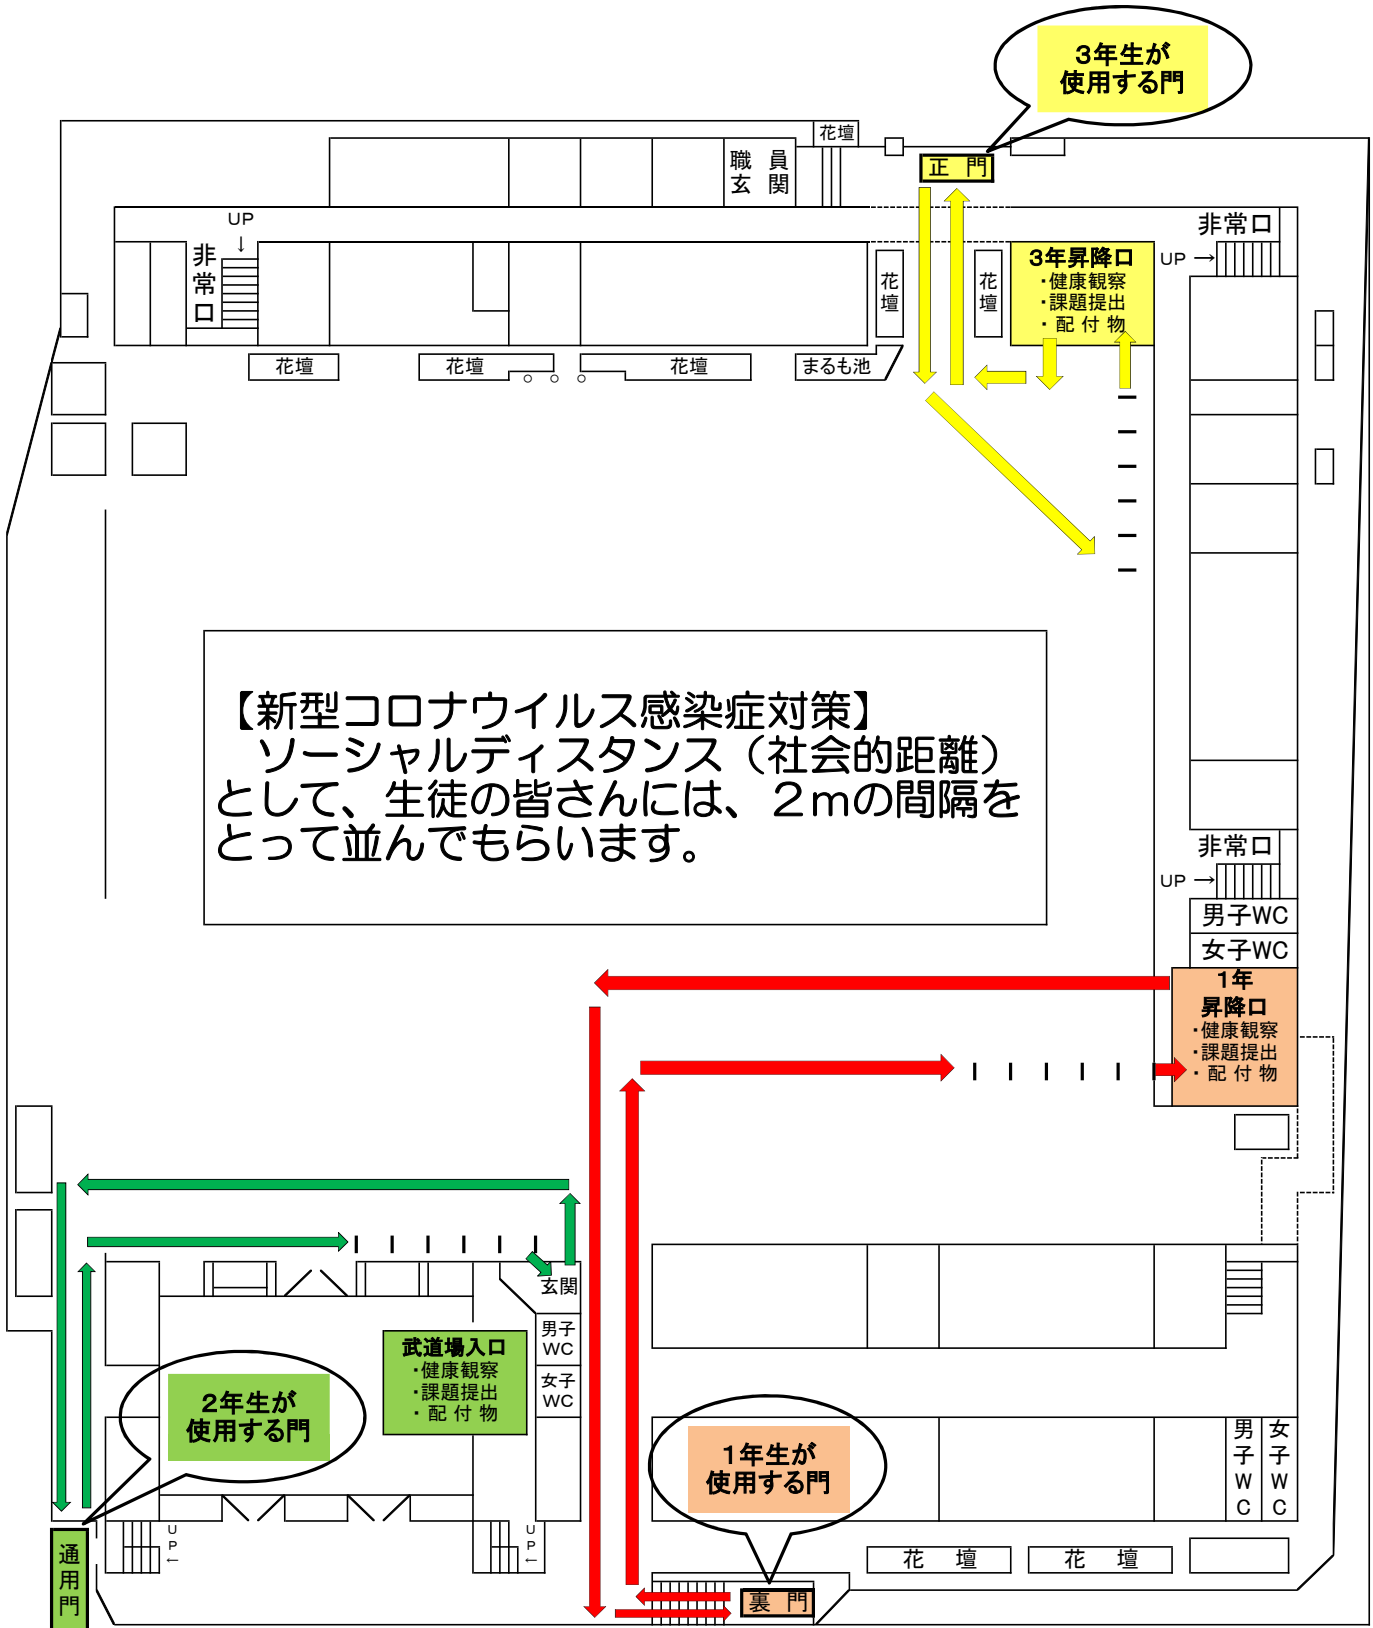 3年生が
使用する門
花壇
職 員
玄 関
正 門
UP
↓
非
常
口
花
壇
花
壇
3年昇降口
・健康観察
・課題提出
・配 付 物
非常口
UP →
花壇
花壇
花壇
まるも池
【新型コロナウイルス感染症対策】
ソーシャルディスタンス(社会的距離)
として、生徒の皆さんには、2mの間隔を
とって並んでもらいます。
非常口
UP →
男子WC
女子WC
1年
昇降口
・健康観察
・課題提出
・配 付 物
玄関
男子
WC
女子
WC
武道場入口
・健康観察
・課題提出
・配 付 物
2年生が
使用する門
1年生が
使用する門
男
子
W
C
女
子
W
C
通
用
門
U
P
←
U
P
←
花 壇
花 壇
裏 門